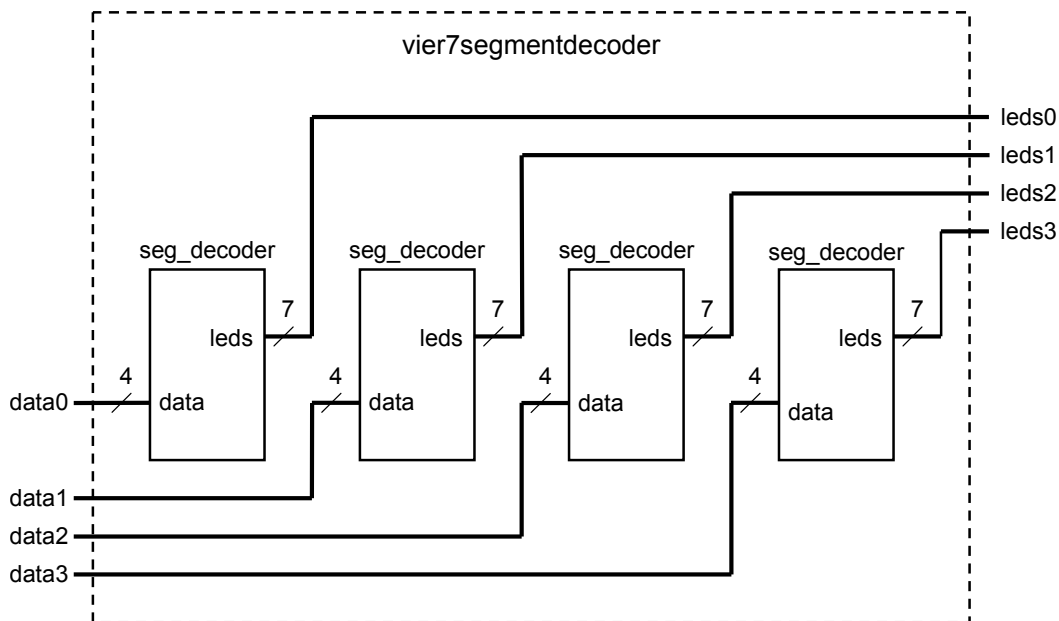 vier7segmentdecoder
leds0
leds1
leds2
leds3
seg_decoder seg_decoder seg_decoder seg_decoder
7 7 7 7
leds leds leds leds
4 4 4 4
data0 data data data data
data1
data2
data3